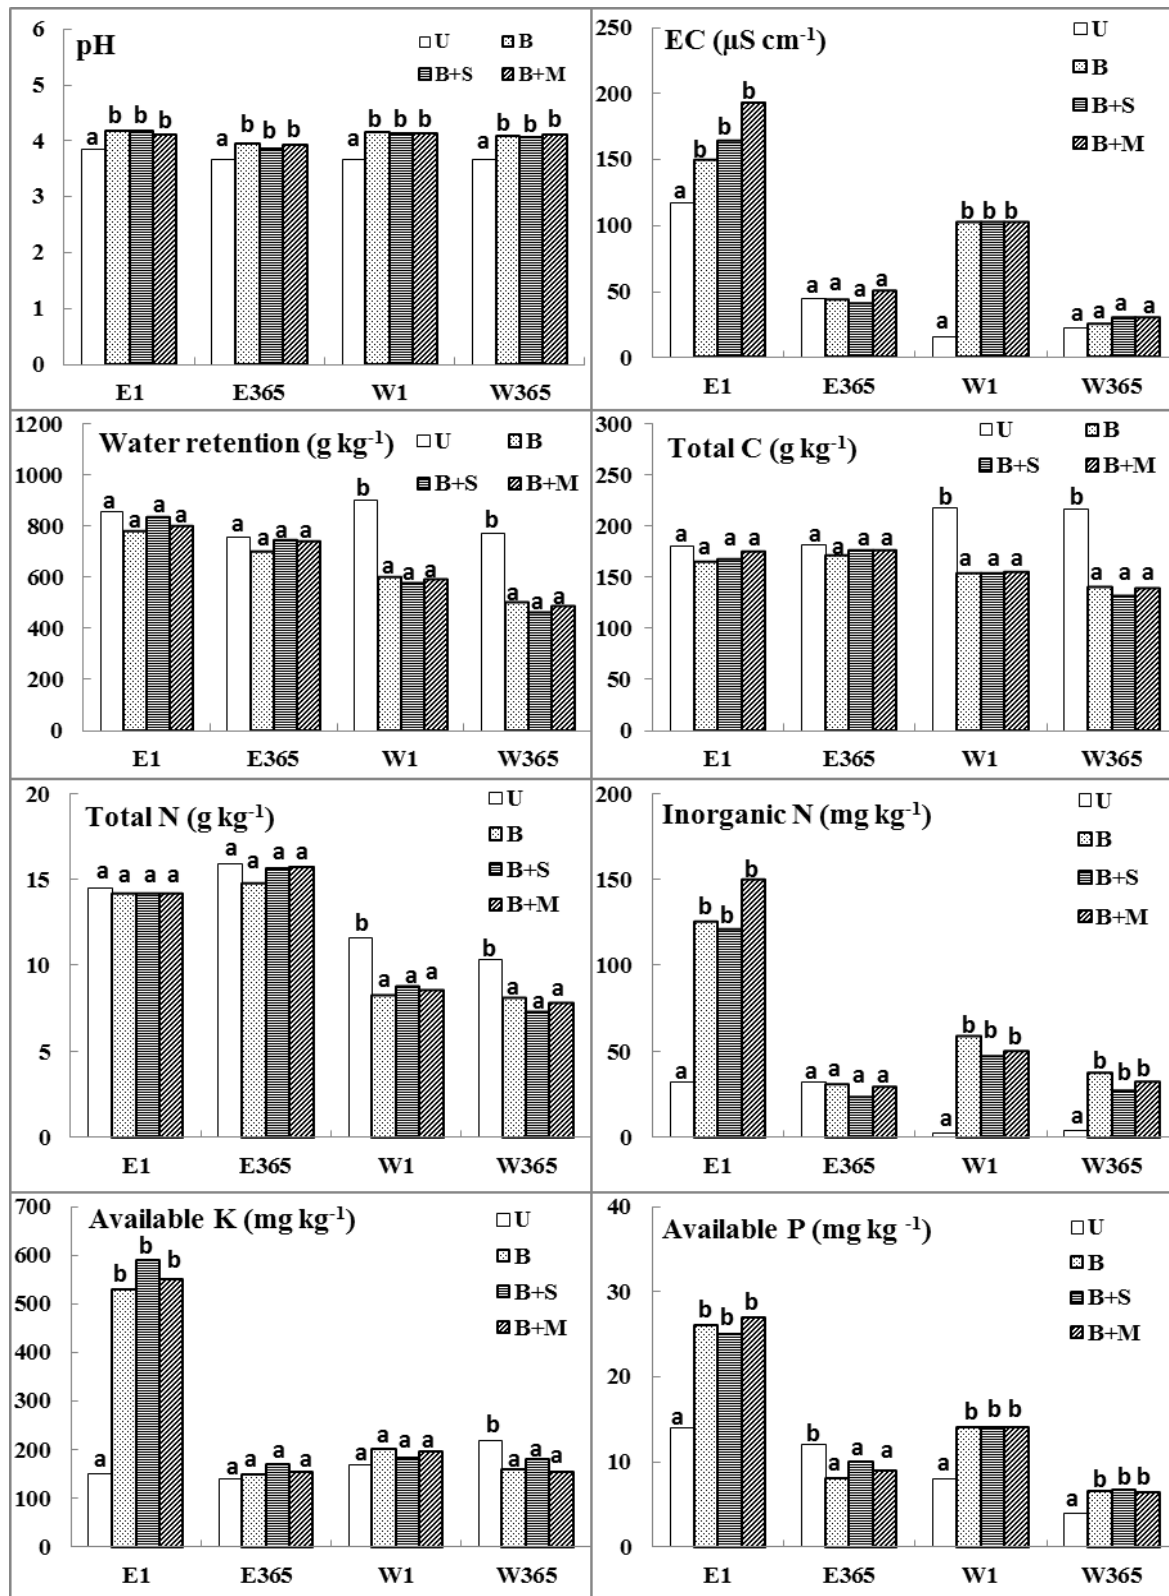 pH
U B
B+S B+M
6
5
4
3
2
1
0
a b b b a b b b a b b b a b b b
E1 E365 W1 W365
EC (µS cm-1)
U
B
B+S
B+M
250
200
150
100
50
0
a b b b a a a a a b b b a a a a
E1 E365 W1 W365
Water retention (g kg-1)
U B
B+S B+M
1200
1000
800
600
400
200
0
a a a a a a a a b a a a b a a a
E1 E365 W1 W365
Total C (g kg-1)
U B
B+S B+M
300
250
200
150
100
50
0
a a a a a a a a b a a a b a a a
E1 E365 W1 W365
Total N (g kg-1)
U
B
B+S
B+M
20
15
10
5
0
a a a a a a a a b a a a b a a a
E1 E365 W1 W365
Inorganic N (mg kg-1)
U
B
B+S
B+M
200
150
100
50
0
a b b b a a a a a b b b a b b b
E1 E365 W1 W365
Available K (mg kg-1)
U
B
B+S
B+M
700
600
500
400
300
200
100
0
a b b b a a a a a a a a b a a a
E1 E365 W1 W365
Available P (mg kg -1)
U
B
B+S
B+M
40
30
20
10
0
a b b b b a a a a b b b a b b b
E1 E365 W1 W365